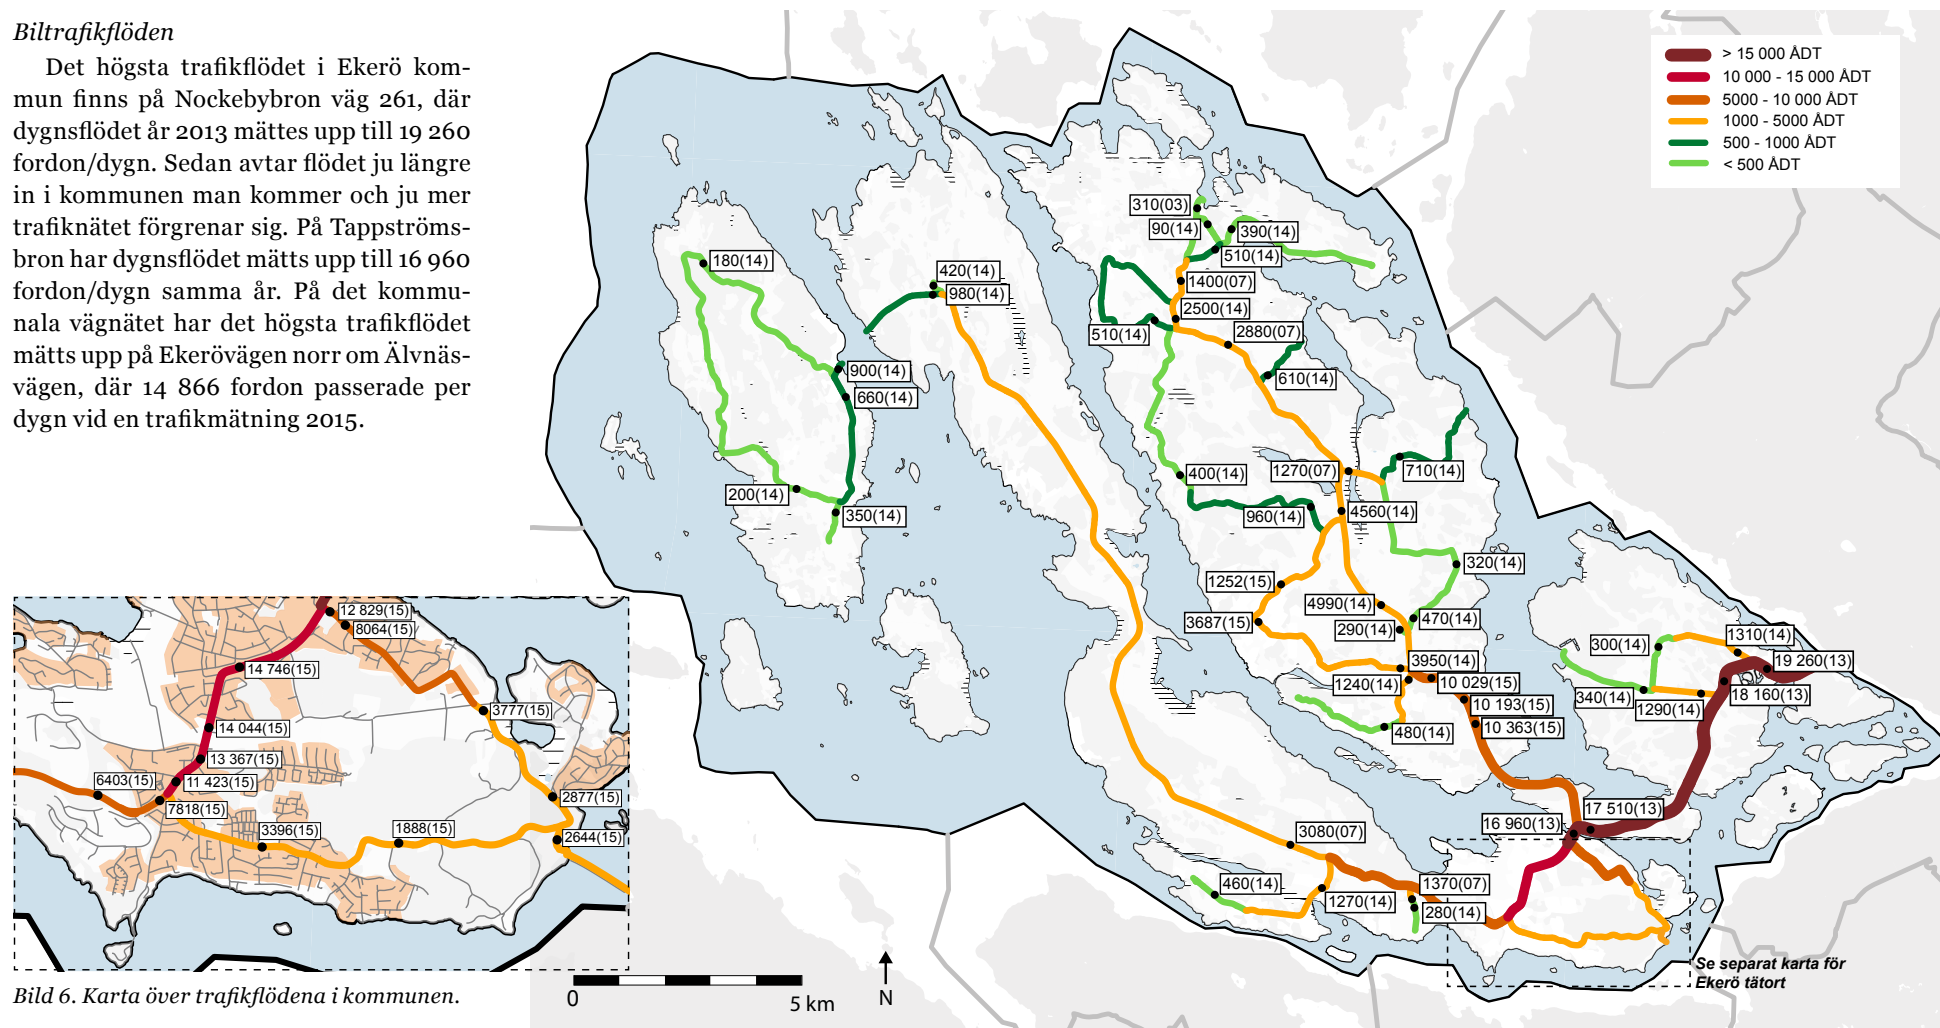 Biltrafikflöden
Det högsta trafikflödet i Ekerö kom-
mun finns på Nockebybron väg 261, där
dygnsflödet år 2013 mättes upp till 19 260
fordon/dygn. Sedan avtar flödet ju längre
in i kommunen man kommer och ju mer
trafiknätet förgrenar sig. På Tappströms-
bron har dygnsflödet mätts upp till 16 960
fordon/dygn samma år. På det kommu-
nala vägnätet har det högsta trafikflödet
mätts upp på Ekerövägen norr om Älvnäs-
vägen, där 14 866 fordon passerade per
dygn vid en trafikmätning 2015.
> 15 000 ÅDT
10 000 - 15 000 ÅDT
5000 - 10 000 ÅDT
1000 - 5000 ÅDT
500 - 1000 ÅDT
< 500 ÅDT
310(03)
90(14)
390(14)
510(14)
180(14)
420(14)
980(14)
1400(07)
2500(14)
510(14)
2880(07)
900(14)
610(14)
660(14)
1270(07)
710(14)
400(14)
200(14)
350(14)
960(14)
4560(14)
320(14)
1252(15)
4990(14)
3687(15)
290(14)
470(14)
300(14)
1310(14)
3950(14)
19 260(13)
1240(14)
10 029(15)
340(14)
18 160(13)
1290(14)
10 193(15)
480(14)
10 363(15)
17 510(13)
16 960(13)
3080(07)
460(14)
1370(07)
1270(14)
280(14)
12 829(15)
8064(15)
14 746(15)
3777(15)
14 044(15)
13 367(15)
6403(15)
11 423(15)
7818(15)
2877(15)
3396(15)
1888(15)
2644(15)
Se separat karta för
Ekerö tätort
0
5 km
N
Bild 6. Karta över trafikflödena i kommunen.